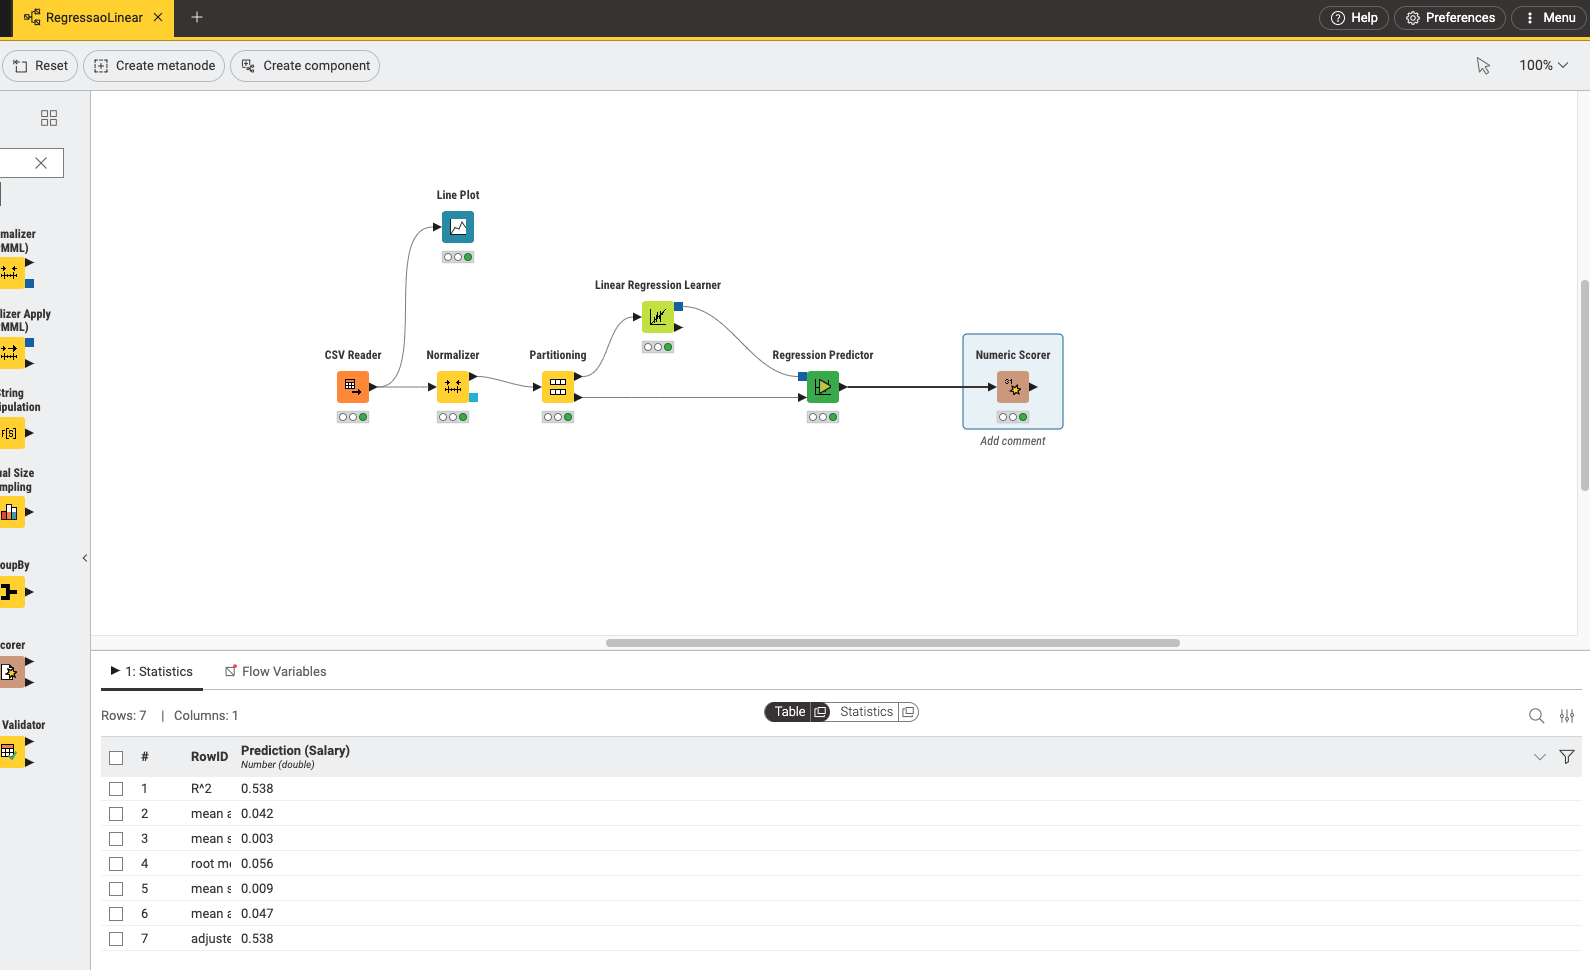 RegressaoLinear
Help
Preferences
Menu
Reset
Create metanode
Create component
100%
Line Plot
Linear Regression Learner
CSV Reader
Normalizer
Partitioning
Regression Predictor
Numeric Scorer
Add comment
malizer
MML)
lizer Apply
MML)
tring
ipulation
al Size
mpling
oupBy
corer
Validator
1: Statistics
Flow Variables
Rows: 7 | Columns: 1
Table
Statistics
# RowID Prediction (Salary)
Number (double)
1 R^2 0.538
2 mean a 0.042
3 mean s 0.003
4 root m 0.056
5 mean s 0.009
6 mean a 0.047
7 adjuste 0.538